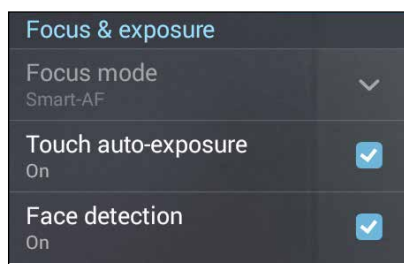 Focus & exposure
Focus mode
Smart-AF
Touch auto-exposure
On
Face detection
On